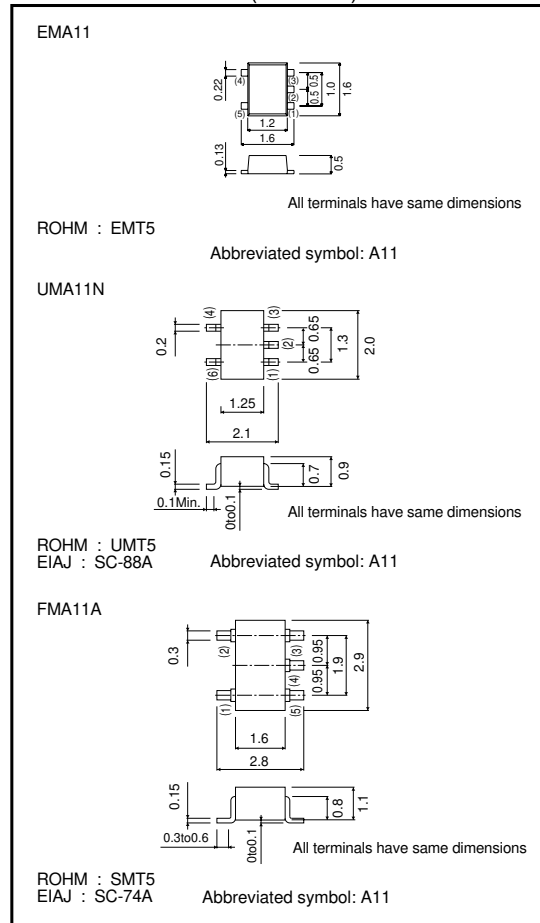 EMA11
0.22
(4)
(3)
(2)
(5)
(1)
0.5
0.5
1.0
1.6
1.2
1.6
0.13
0.5
All terminals have same dimensions
ROHM : EMT5
Abbreviated symbol: A11
UMA11N
(4)
(3)
0.2
(2)
0.65
0.65
1.3
2.0
(6)
(1)
1.25
2.1
0.15
0.1Min.
0to0.1
0.7
0.9
All terminals have same dimensions
ROHM : UMT5
EIAJ : SC-88A
Abbreviated symbol: A11
FMA11A
0.3
(2)
(3)
(4)
0.95
0.95
1.9
2.9
(1)
(5)
1.6
2.8
0.15
0.3to0.6
0to0.1
0.8
1.1
All terminals have same dimensions
ROHM : SMT5
EIAJ : SC-74A
Abbreviated symbol: A11